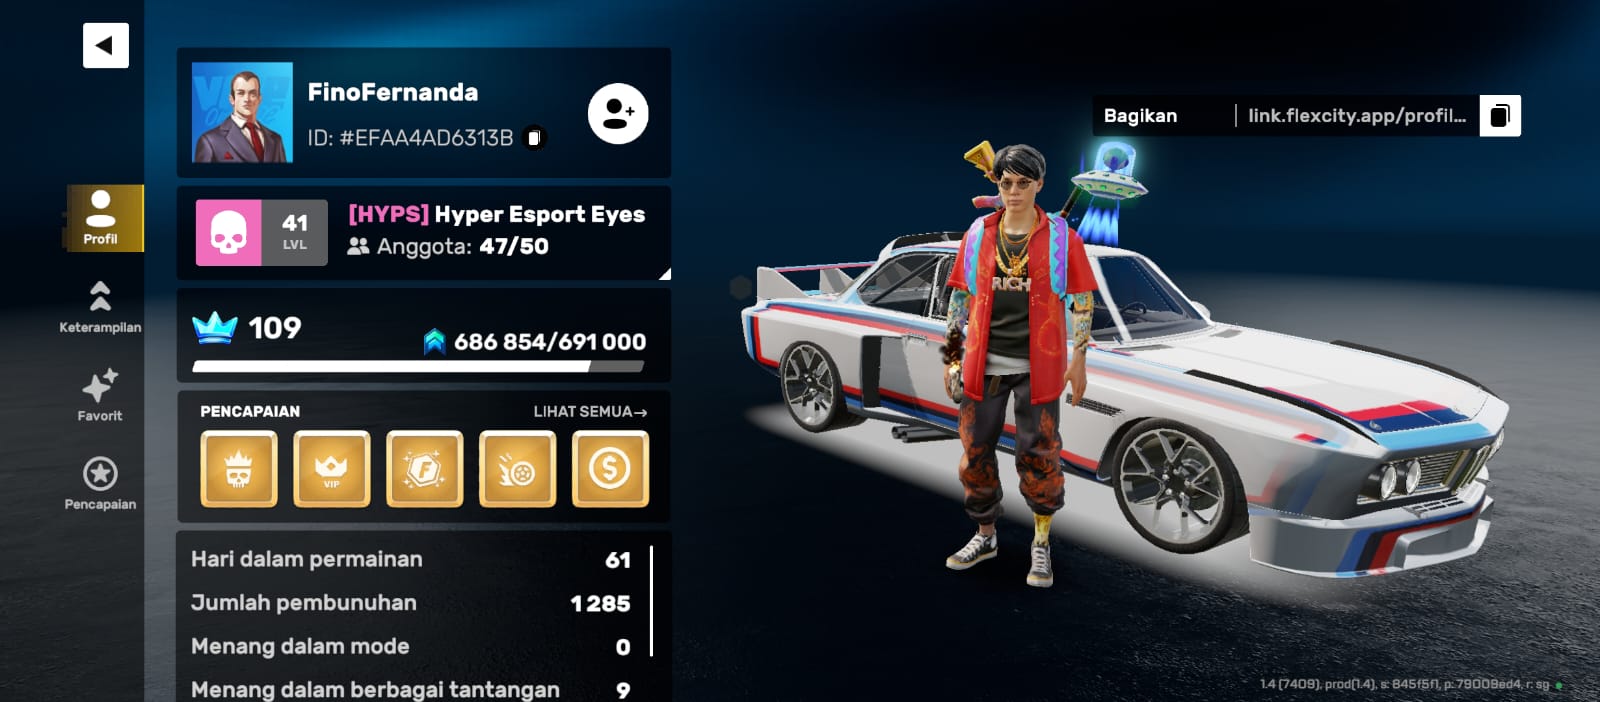 FinoFernanda
ID: #EFAA4AD6313B
Bagikan
link.flexcity.app/profil...
Profil
41
LVL
[HYPS] Hyper Esport Eyes
Anggota: 47/50
RICH
Keterampilan
109
686 854/691 000
Favorit
PENCAPAIAN
LIHAT SEMUA→
VIP
F
$
Pencapaian
Hari dalam permainan 61
Jumlah pembunuhan 1 285
Menang dalam mode 0
Menang dalam berbagai tantangan 9
1.4 (7409), prod(1.4), s: 845f5f1, p: 79009ed4, r: sg